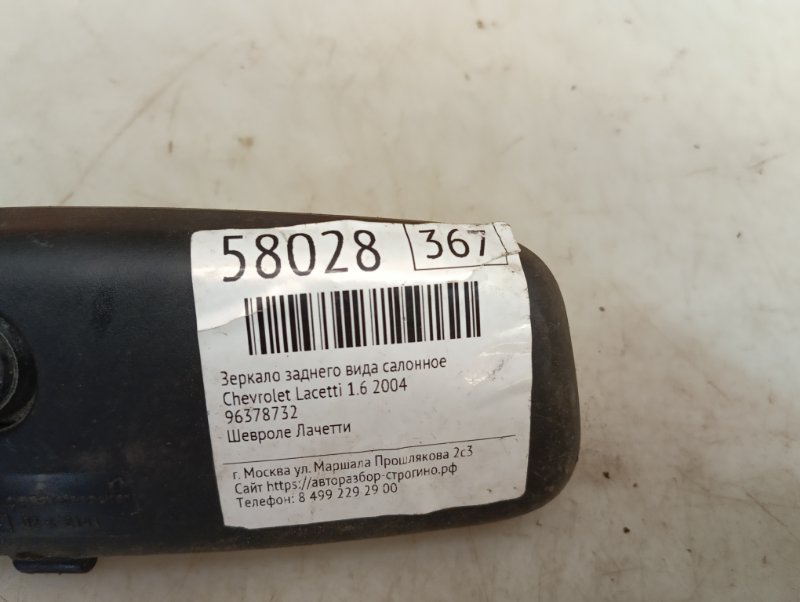 58028 367
Зеркало заднего вида салонное
Chevrolet Lacetti 1.6 2004
96378732
Шевроле Лачетти
г. Москва ул. Маршала Прошлякова 2с3
Сайт https://авторазбор-строгино.рф
Телефон: 8 499 229 29 00